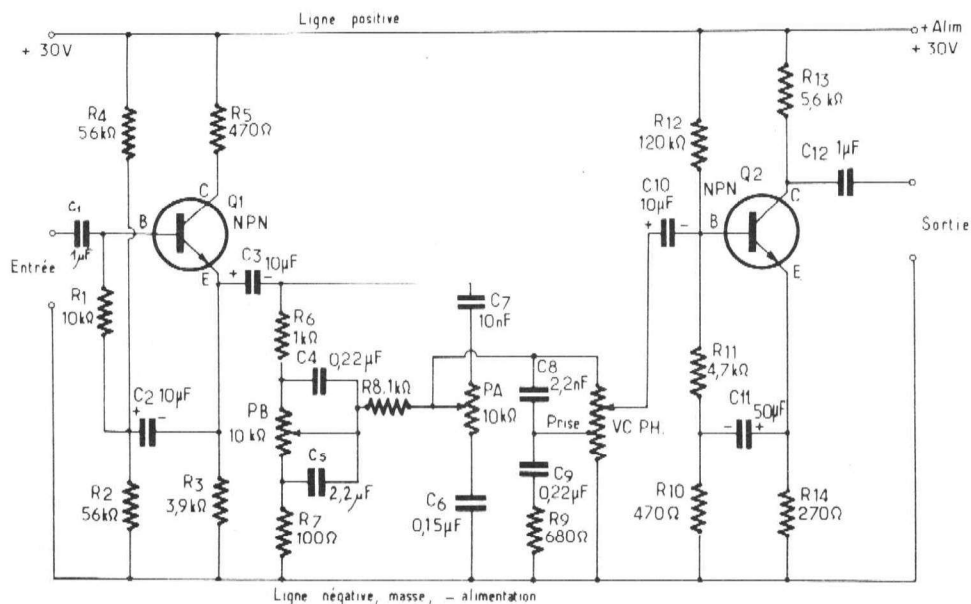 Ligne positive
+ 30V
+ Alim
+ 30V
R4
56kΩ
R5
470Ω
R12
120kΩ
R13
5,6 kΩ
C12
1µF
C
Q1
NPN
B
E
C1
1µF
Entrée
R1
10kΩ
C3
10µF
+
-
C10
10µF
+
-
NPN
Q2
B
C
E
Sortie
C7
10nF
R6
1kΩ
C4
0,22µF
R8.1kΩ
PA
10kΩ
C8
2,2nF
Prise
VC PH.
R11
4,7kΩ
C2
10µF
+
-
PB
10 kΩ
C5
2,2µF
C11
50µF
-
+
R2
56kΩ
R3
3,9kΩ
R7
100Ω
C6
0,15µF
C9
0,22µF
R9
680Ω
R10
470Ω
R14
270Ω
Ligne négative, masse, - alimentation